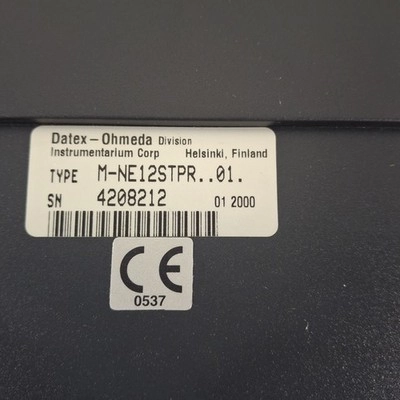 Datex-Ohmeda Division
Instrumentarium Corp Helsinki, Finland
TYPE M-NE12STPR..01.
SN 4208212 01 2000
CE
0537